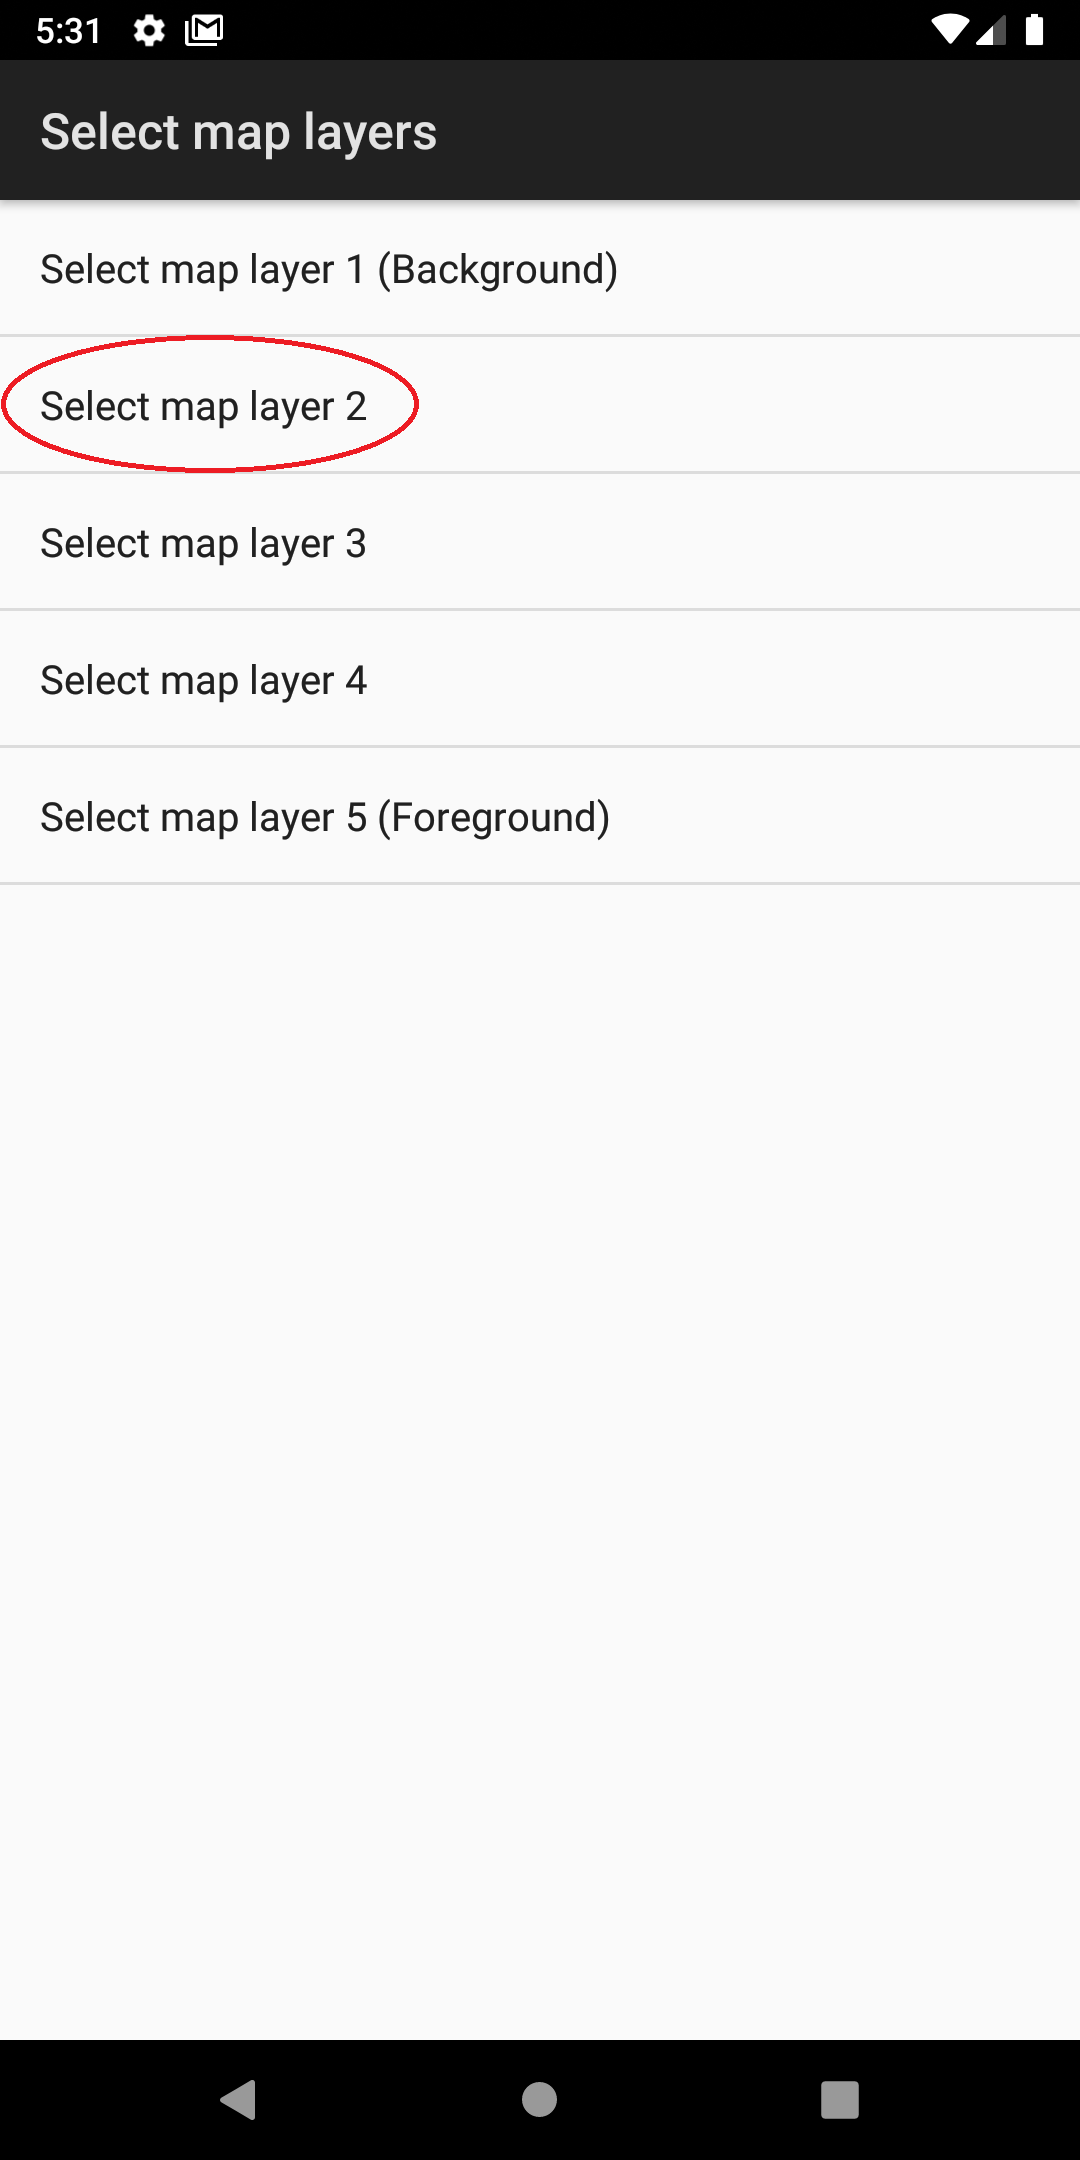 5:31
Select map layers
Select map layer 1 (Background)
Select map layer 2
Select map layer 3
Select map layer 4
Select map layer 5 (Foreground)